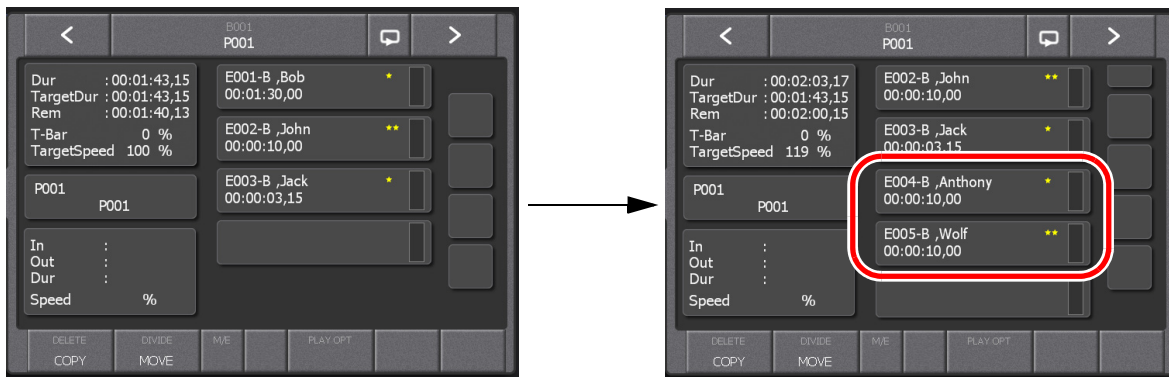 B001
P001
Dur : 00:01:43,15
TargetDur : 00:01:43,15
Rem : 00:01:40,13
T-Bar 0 %
TargetSpeed 100 %
P001
P001
In :
Out :
Dur :
Speed %
E001-B ,Bob
00:01:30,00
E002-B ,John
00:00:10,00
E003-B ,Jack
00:00:03,15
DELETE DIVIDE M/E PLAY OPT
COPY MOVE
B001
P001
Dur : 00:02:03,17
TargetDur : 00:01:43,15
Rem : 00:02:00,15
T-Bar 0 %
TargetSpeed 119 %
P001
P001
In :
Out :
Dur :
Speed %
E002-B ,John
00:00:10,00
E003-B ,Jack
00:00:03,15
E004-B ,Anthony
00:00:10,00
E005-B ,Wolf
00:00:10,00
DELETE DIVIDE M/E PLAY OPT
COPY MOVE